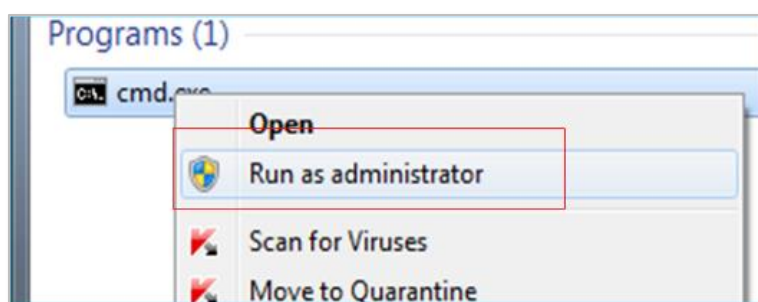 Programs (1)
cmd.exe
Open
Run as administrator
Scan for Viruses
Move to Quarantine